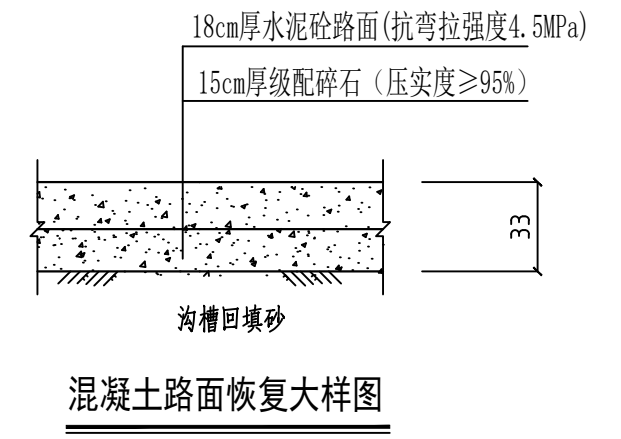 18cm厚水泥砼路面(抗弯拉强度4.5MPa)
15cm厚级配碎石（压实度≥95%）
33
沟槽回填砂
混凝土路面恢复大样图